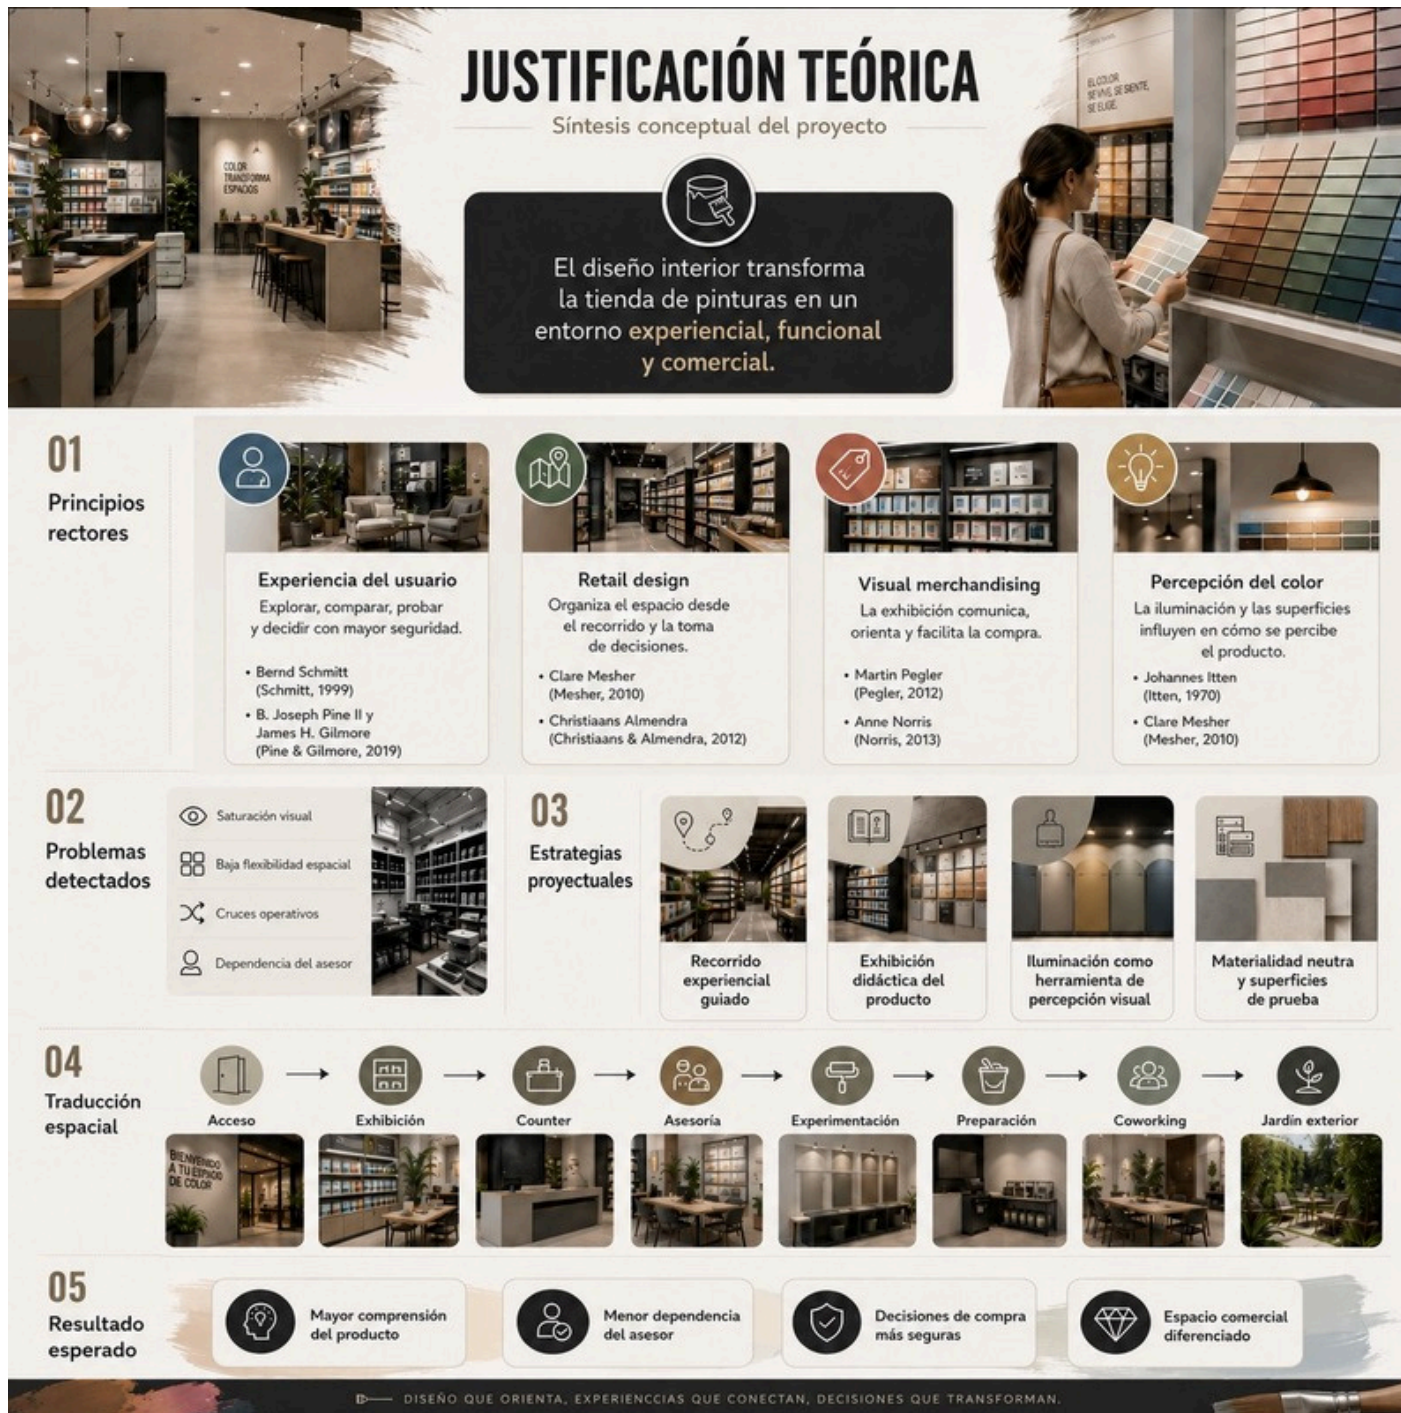 COLOR
TRANSFORMA
ESPACIOS
JUSTIFICACIÓN TEÓRICA
Síntesis conceptual del proyecto
EL COLOR
SE VIVE, SE SIENTE,
SE ELIGE.
El diseño interior transforma
la tienda de pinturas en un
entorno experiencial, funcional
y comercial.
01
Principios
rectores
Experiencia del usuario
Explorar, comparar, probar
y decidir con mayor seguridad.
• Bernd Schmitt
(Schmitt, 1999)
• B. Joseph Pine II y
James H. Gilmore
(Pine & Gilmore, 2019)
Retail design
Organiza el espacio desde
el recorrido y la toma
de decisiones.
• Clare Mesher
(Mesher, 2010)
• Christiaans Almendra
(Christiaans & Almendra, 2012)
Visual merchandising
La exhibición comunica,
orienta y facilita la compra.
• Martin Pegler
(Pegler, 2012)
• Anne Norris
(Norris, 2013)
Percepción del color
La iluminación y las superficies
influyen en cómo se percibe
el producto.
• Johannes Itten
(Itten, 1970)
• Clare Mesher
(Mesher, 2010)
02
Problemas
detectados
Saturación visual
Baja flexibilidad espacial
Cruces operativos
Dependencia del asesor
03
Estrategias
proyectuales
Recorrido
experiencial
guiado
Exhibición
didáctica del
producto
Iluminación como
herramienta de
percepción visual
Materialidad neutra
y superficies
de prueba
04
Traducción
espacial
Acceso
Exhibición
Counter
Asesoría
Experimentación
Preparación
Coworking
Jardín exterior
BIENVENIDO
A TU ESPACIO
DE COLOR
05
Resultado
esperado
Mayor comprensión
del producto
Menor dependencia
del asesor
Decisiones de compra
más seguras
Espacio comercial
diferenciado
DISEÑO QUE ORIENTA, EXPERIENCCIAS QUE CONECTAN, DECISIONES QUE TRANSFORMAN.